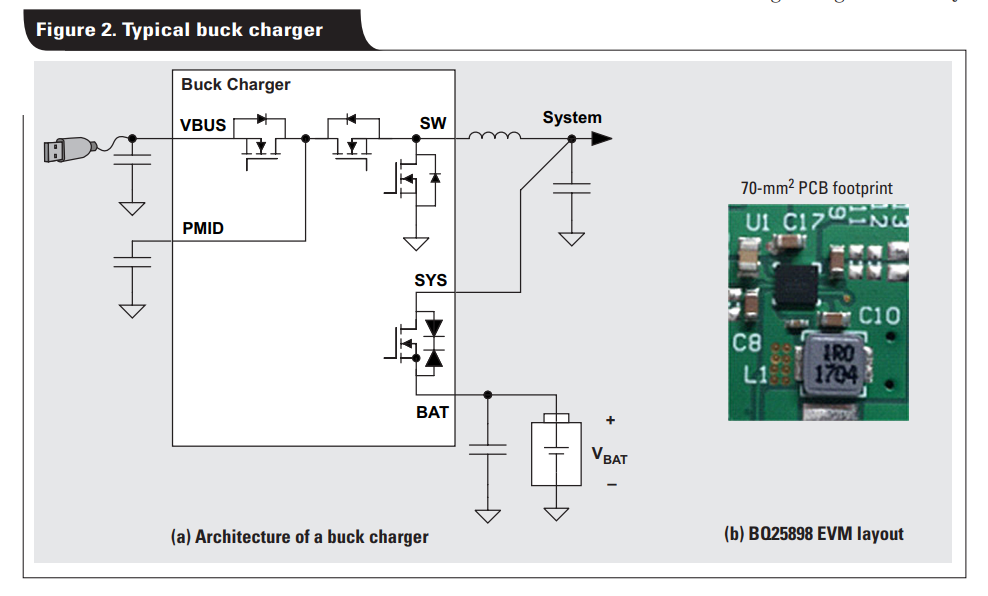 Figure 2. Typical buck charger
Buck Charger
VBUS
SW
System
PMID
SYS
BAT
+
VBAT
–
(a) Architecture of a buck charger
70-mm² PCB footprint
U1 C17
C10
C8
L1
1R0
1704
(b) BQ25898 EVM layout